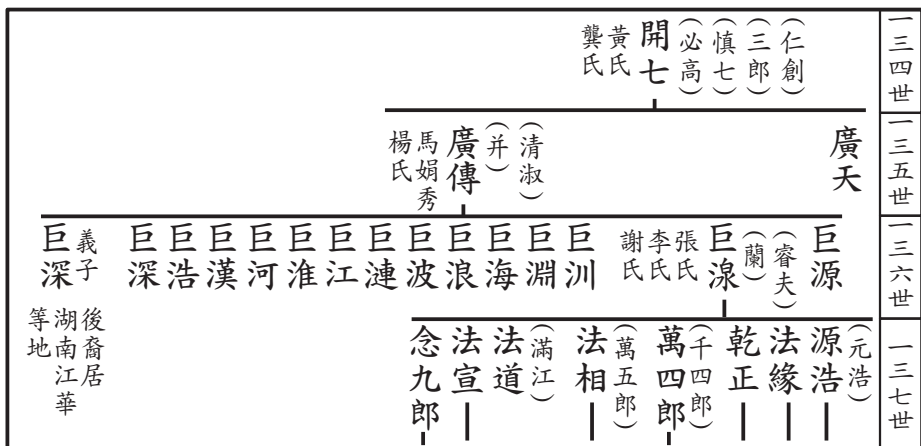 一三四世
（仁創）
（三郎）
（慎七）
（必高）
開七
黃氏
龔氏
一三五世
廣天
（清淑）
（并）
廣傳
馬娟秀
楊氏
一三六世
巨源
（睿夫）
（蘭）
巨湶
張氏
李氏
謝氏
巨汌
巨淵
巨海
巨浪
巨波
巨漣
巨江
巨淮
巨河
巨漢
巨浩
巨深
義子
巨深
後裔居
湖南江華
等地
一三七世
（元浩）
源浩
法緣
乾正
（千四郎）
萬四郎
（萬五郎）
法相
（滿江）
法道
法宣
念九郎